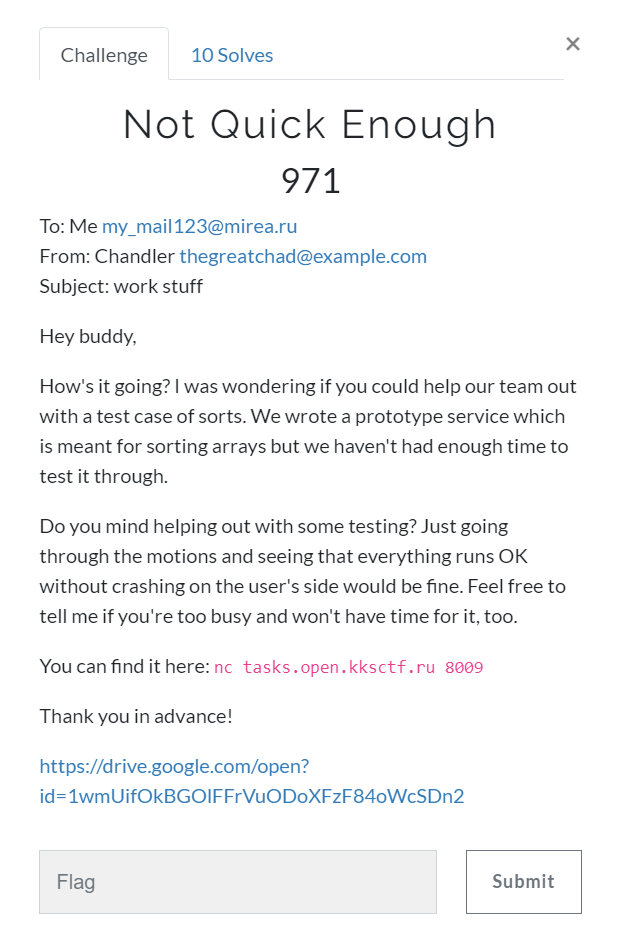 Challenge
10 Solves
×
Not Quick Enough
971
To: Me my_mail123@mirea.ru
From: Chandler thegreatchad@example.com
Subject: work stuff
Hey buddy,
How's it going? I was wondering if you could help our team out
with a test case of sorts. We wrote a prototype service which
is meant for sorting arrays but we haven't had enough time to
test it through.
Do you mind helping out with some testing? Just going
through the motions and seeing that everything runs OK
without crashing on the user's side would be fine. Feel free to
tell me if you're too busy and won't have time for it, too.
You can find it here: nc tasks.open.kksctf.ru 8009
Thank you in advance!
https://drive.google.com/open?
id=1wmUifOkBGOlFFrVuODoXFzF84oWcSDn2
Flag
Submit